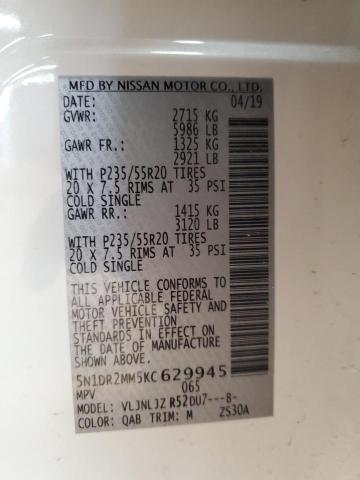 MFD BY NISSAN MOTOR CO., LTD.
DATE: 04/19
GVWR: 2715 KG
5986 LB
GAWR FR.: 1325 KG
2921 LB
WITH P235/55R20 TIRES
20 X 7.5 RIMS AT 35 PSI
COLD SINGLE
GAWR RR.: 1415 KG
3120 LB
WITH P235/55R20 TIRES
20 X 7.5 RIMS AT 35 PSI
COLD SINGLE
THIS VEHICLE CONFORMS TO
ALL APPLICABLE FEDERAL
MOTOR VEHICLE SAFETY AND
THEFT PREVENTION
STANDARDS IN EFFECT ON
THE DATE OF MANUFACTURE
SHOWN ABOVE.
5N1DR2MM5KC629945
MPV 065
MODEL: VLJNLJZ R52DU7---B-
COLOR: QAB TRIM: M ZS30A